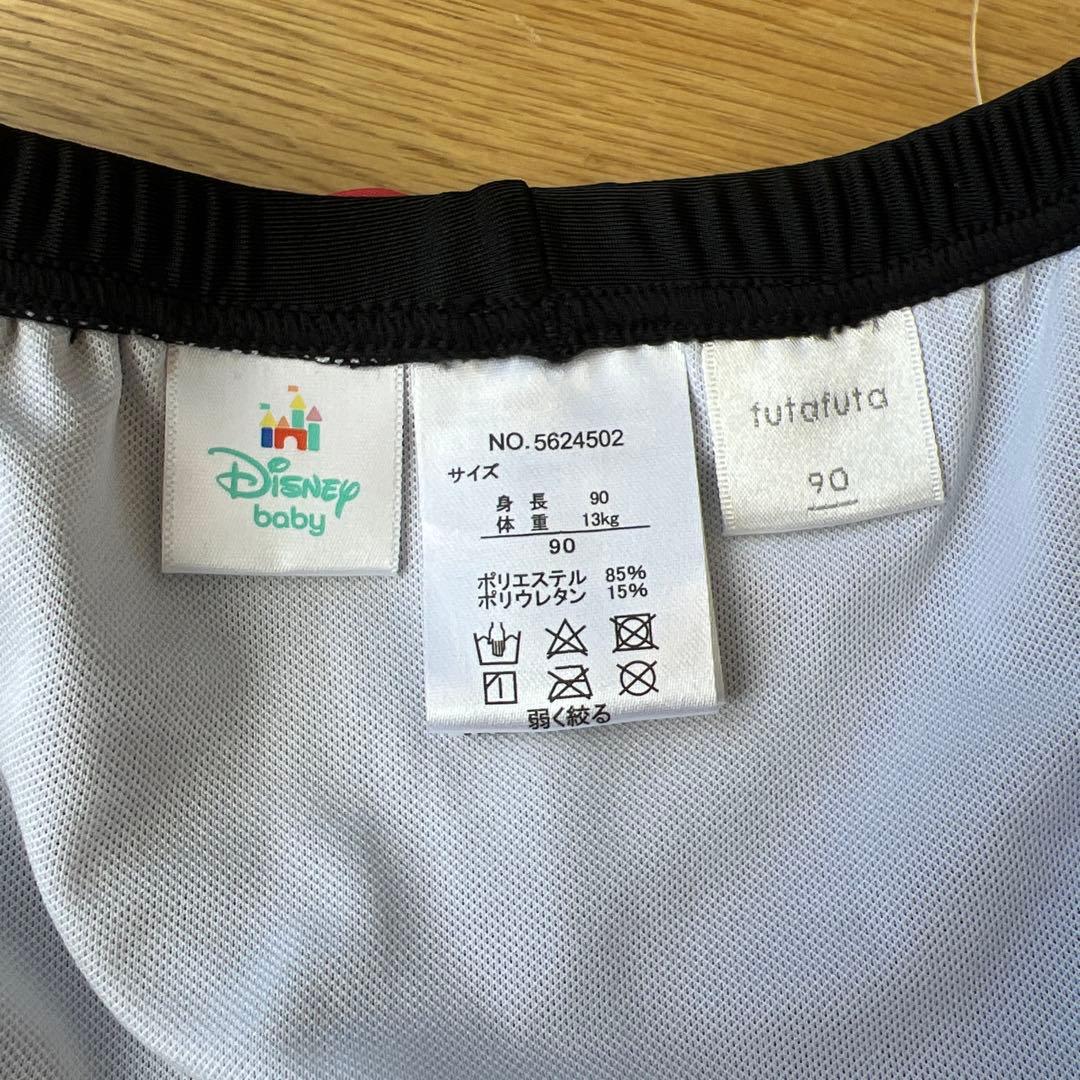 Disney
baby
NO.5624502
サイズ
身長 90
体重 13kg
90
ポリエステル 85%
ポリウレタン 15%
弱く絞る
futafuta
90